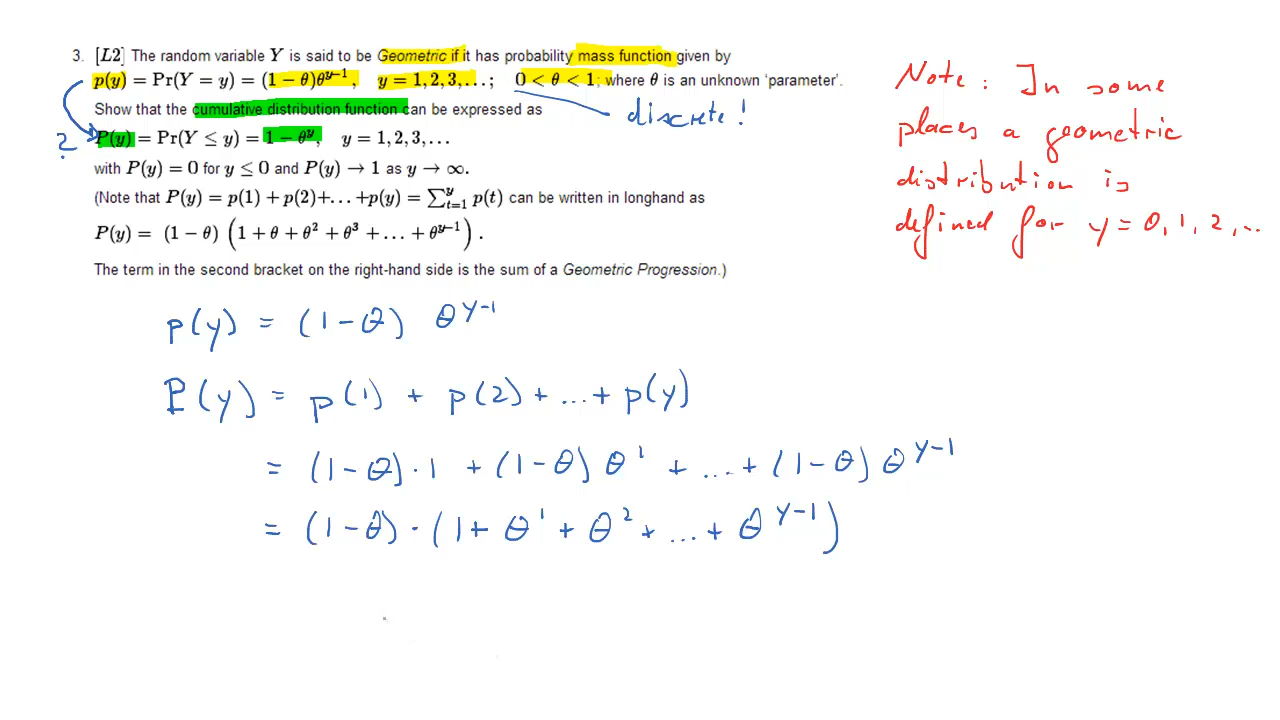 3. [L2] The random variable Y is said to be Geometric if it has probability mass function given by
p(y) = Pr(Y = y) = (1 − θ)θ^{y−1}, y = 1, 2, 3, . . . ; 0 < θ < 1; where θ is an unknown 'parameter'.
Show that the cumulative distribution function can be expressed as
? P(y) = Pr(Y ≤ y) = 1 − θ^y, y = 1, 2, 3, . . .
with P(y) = 0 for y ≤ 0 and P(y) → 1 as y → ∞.
(Note that P(y) = p(1) + p(2)+. . .+p(y) = ∑_{t=1}^{y} p(t) can be written in longhand as
P(y) = (1 − θ) (1 + θ + θ² + θ³ + . . . + θ^{y−1}) .
The term in the second bracket on the right-hand side is the sum of a Geometric Progression.)
discrete!
Note: In some
places a geometric
distribution is
defined for y = 0, 1, 2, ..
p(y) = (1 − θ) θ^{y−1}
P(y) = p(1) + p(2) + ... + p(y)
= (1 − θ) · 1 + (1 − θ) θ^1 + ... + (1 − θ) θ^{y−1}
= (1 − θ) · (1 + θ^1 + θ^2 + ... + θ^{y−1})